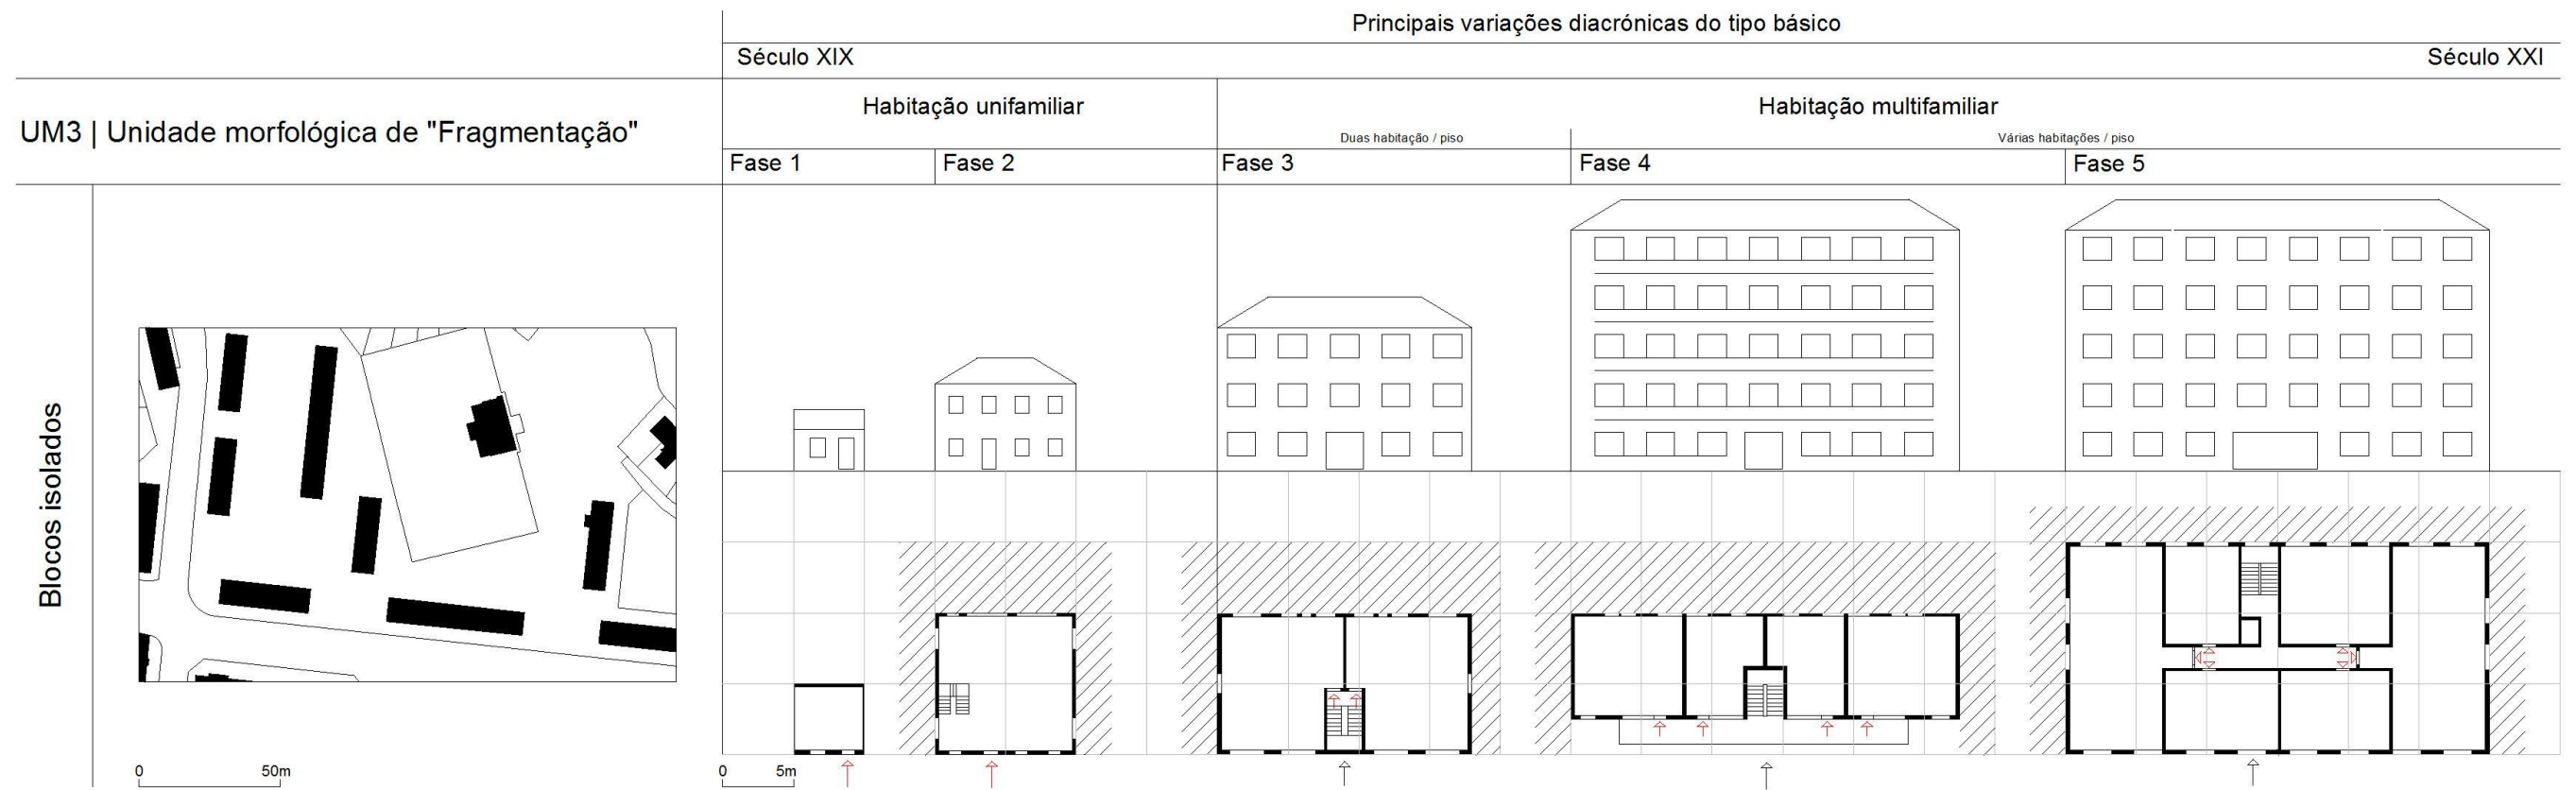 Principais variações diacrónicas do tipo básico
Século XIX
Século XXI
UM3 | Unidade morfológica de "Fragmentação"
Habitação unifamiliar
Habitação multifamiliar
Duas habitação / piso
Várias habitações / piso
Fase 1
Fase 2
Fase 3
Fase 4
Fase 5
Blocos isolados
0 50m
0 5m